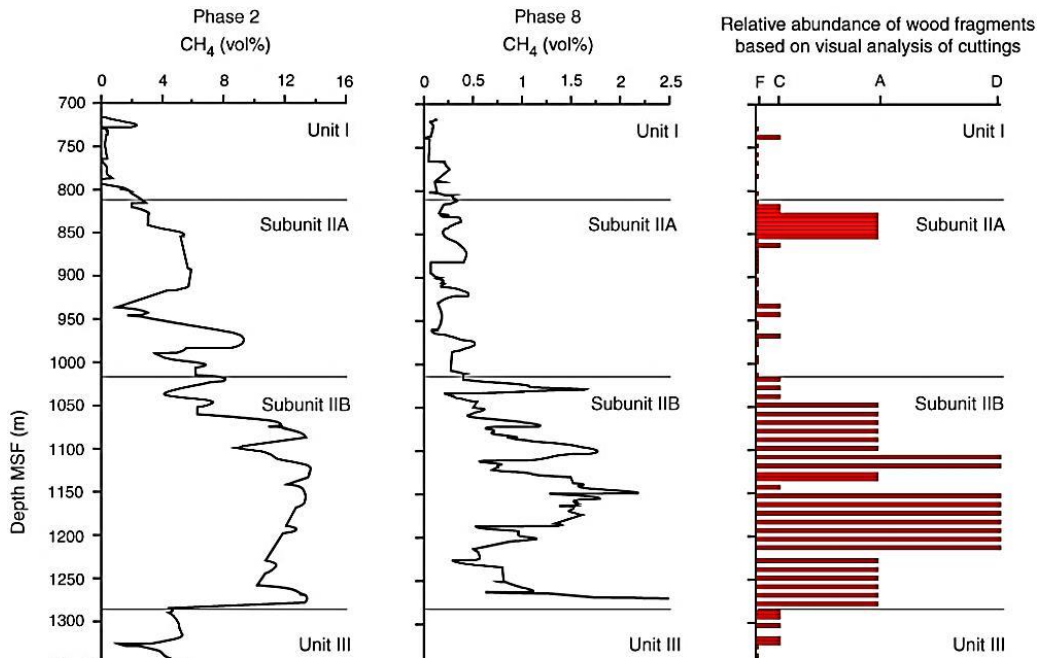 Phase 2
CH₄ (vol%)
0 4 8 12 16
Phase 8
CH₄ (vol%)
0 0.5 1 1.5 2 2.5
Relative abundance of wood fragments
based on visual analysis of cuttings
F C A D
Depth MSF (m)
700
750
800
850
900
950
1000
1050
1100
1150
1200
1250
1300
Unit I
Subunit IIA
Subunit IIB
Unit III
Unit I
Subunit IIA
Subunit IIB
Unit III
Unit I
Subunit IIA
Subunit IIB
Unit III